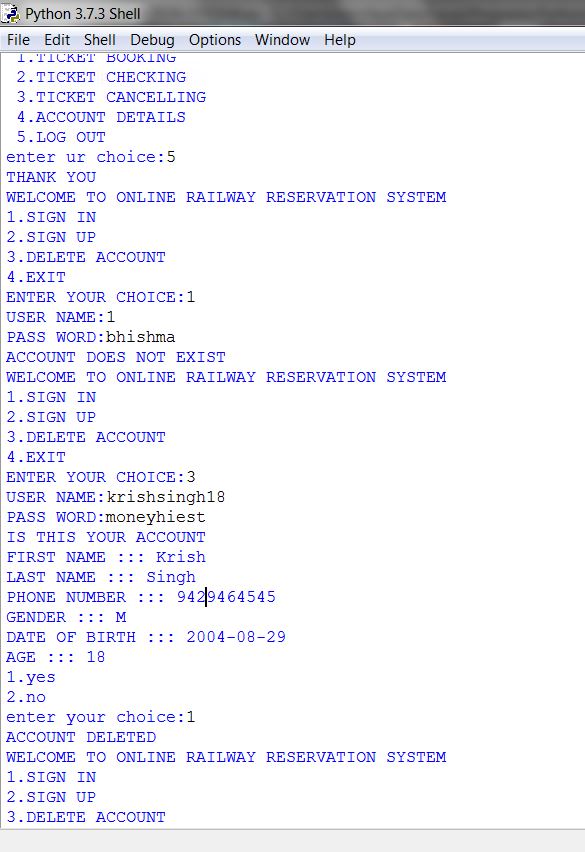 Python 3.7.3 Shell
File Edit Shell Debug Options Window Help
1.TICKET BOOKING
2.TICKET CHECKING
3.TICKET CANCELLING
4.ACCOUNT DETAILS
5.LOG OUT
enter ur choice:5
THANK YOU
WELCOME TO ONLINE RAILWAY RESERVATION SYSTEM
1.SIGN IN
2.SIGN UP
3.DELETE ACCOUNT
4.EXIT
ENTER YOUR CHOICE:1
USER NAME:1
PASS WORD:bhishma
ACCOUNT DOES NOT EXIST
WELCOME TO ONLINE RAILWAY RESERVATION SYSTEM
1.SIGN IN
2.SIGN UP
3.DELETE ACCOUNT
4.EXIT
ENTER YOUR CHOICE:3
USER NAME:krishsingh18
PASS WORD:moneyhiest
IS THIS YOUR ACCOUNT
FIRST NAME ::: Krish
LAST NAME ::: Singh
PHONE NUMBER ::: 9429464545
GENDER ::: M
DATE OF BIRTH ::: 2004-08-29
AGE ::: 18
1.yes
2.no
enter your choice:1
ACCOUNT DELETED
WELCOME TO ONLINE RAILWAY RESERVATION SYSTEM
1.SIGN IN
2.SIGN UP
3.DELETE ACCOUNT